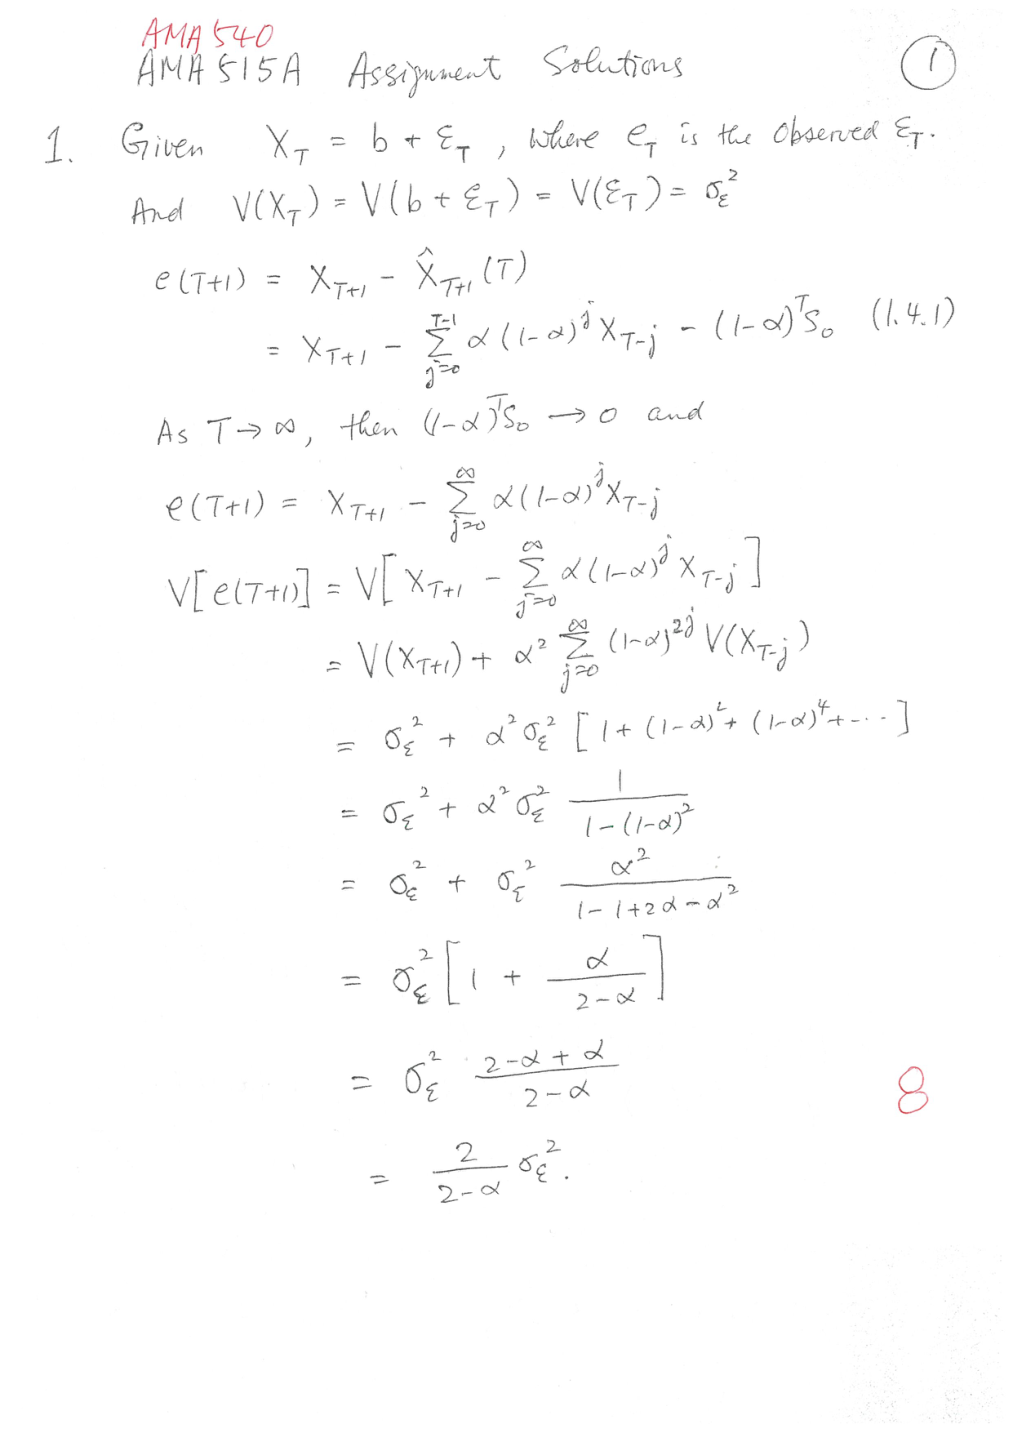 AMA 540
AMA 515A Assignment Solutions ①
1. Given X_T = b + ε_T, where e_T is the observed ε_T.
And V(X_T) = V(b + ε_T) = V(ε_T) = σ_ε^2
e(T+1) = X_{T+1} - X̂_{T+1}(T)
= X_{T+1} - Σ_{j=0}^{T-1} α(1-α)^j X_{T-j} - (1-α)^T S_0 (1.4.1)
As T → ∞, then (1-α)^T S_0 → 0 and
e(T+1) = X_{T+1} - Σ_{j=0}^{∞} α(1-α)^j X_{T-j}
V[e(T+1)] = V[X_{T+1} - Σ_{j=0}^{∞} α(1-α)^j X_{T-j}]
= V(X_{T+1}) + α^2 Σ_{j=0}^{∞} (1-α)^{2j} V(X_{T-j})
= σ_ε^2 + α^2 σ_ε^2 [1 + (1-α)^2 + (1-α)^4 + ...]
= σ_ε^2 + α^2 σ_ε^2 1/(1-(1-α)^2)
= σ_ε^2 + σ_ε^2 α^2/(1-1+2α-α^2)
= σ_ε^2 [1 + α/(2-α)]
= σ_ε^2 (2-α+α)/(2-α)
8
= 2/(2-α) σ_ε^2.